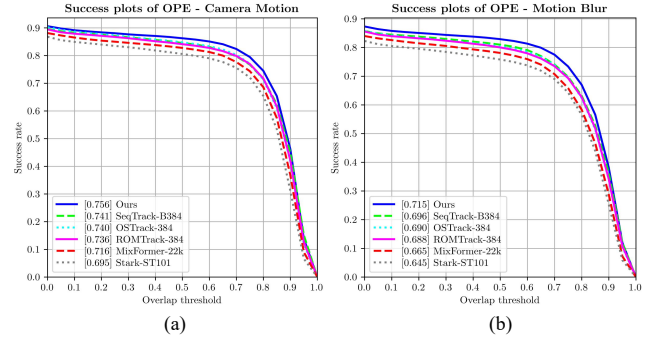 Success plots of OPE - Camera Motion
Success rate
0.9
0.8
0.7
0.6
0.5
0.4
0.3
0.2
0.1
0.0
[0.756] Ours
[0.741] SeqTrack-B384
[0.740] OSTrack-384
[0.736] ROMTrack-384
[0.716] MixFormer-22k
[0.695] Stark-ST101
0.0 0.1 0.2 0.3 0.4 0.5 0.6 0.7 0.8 0.9 1.0
Overlap threshold
(a)
Success plots of OPE - Motion Blur
Success rate
0.9
0.8
0.7
0.6
0.5
0.4
0.3
0.2
0.1
0.0
[0.715] Ours
[0.696] SeqTrack-B384
[0.690] OSTrack-384
[0.688] ROMTrack-384
[0.665] MixFormer-22k
[0.645] Stark-ST101
0.0 0.1 0.2 0.3 0.4 0.5 0.6 0.7 0.8 0.9 1.0
Overlap threshold
(b)